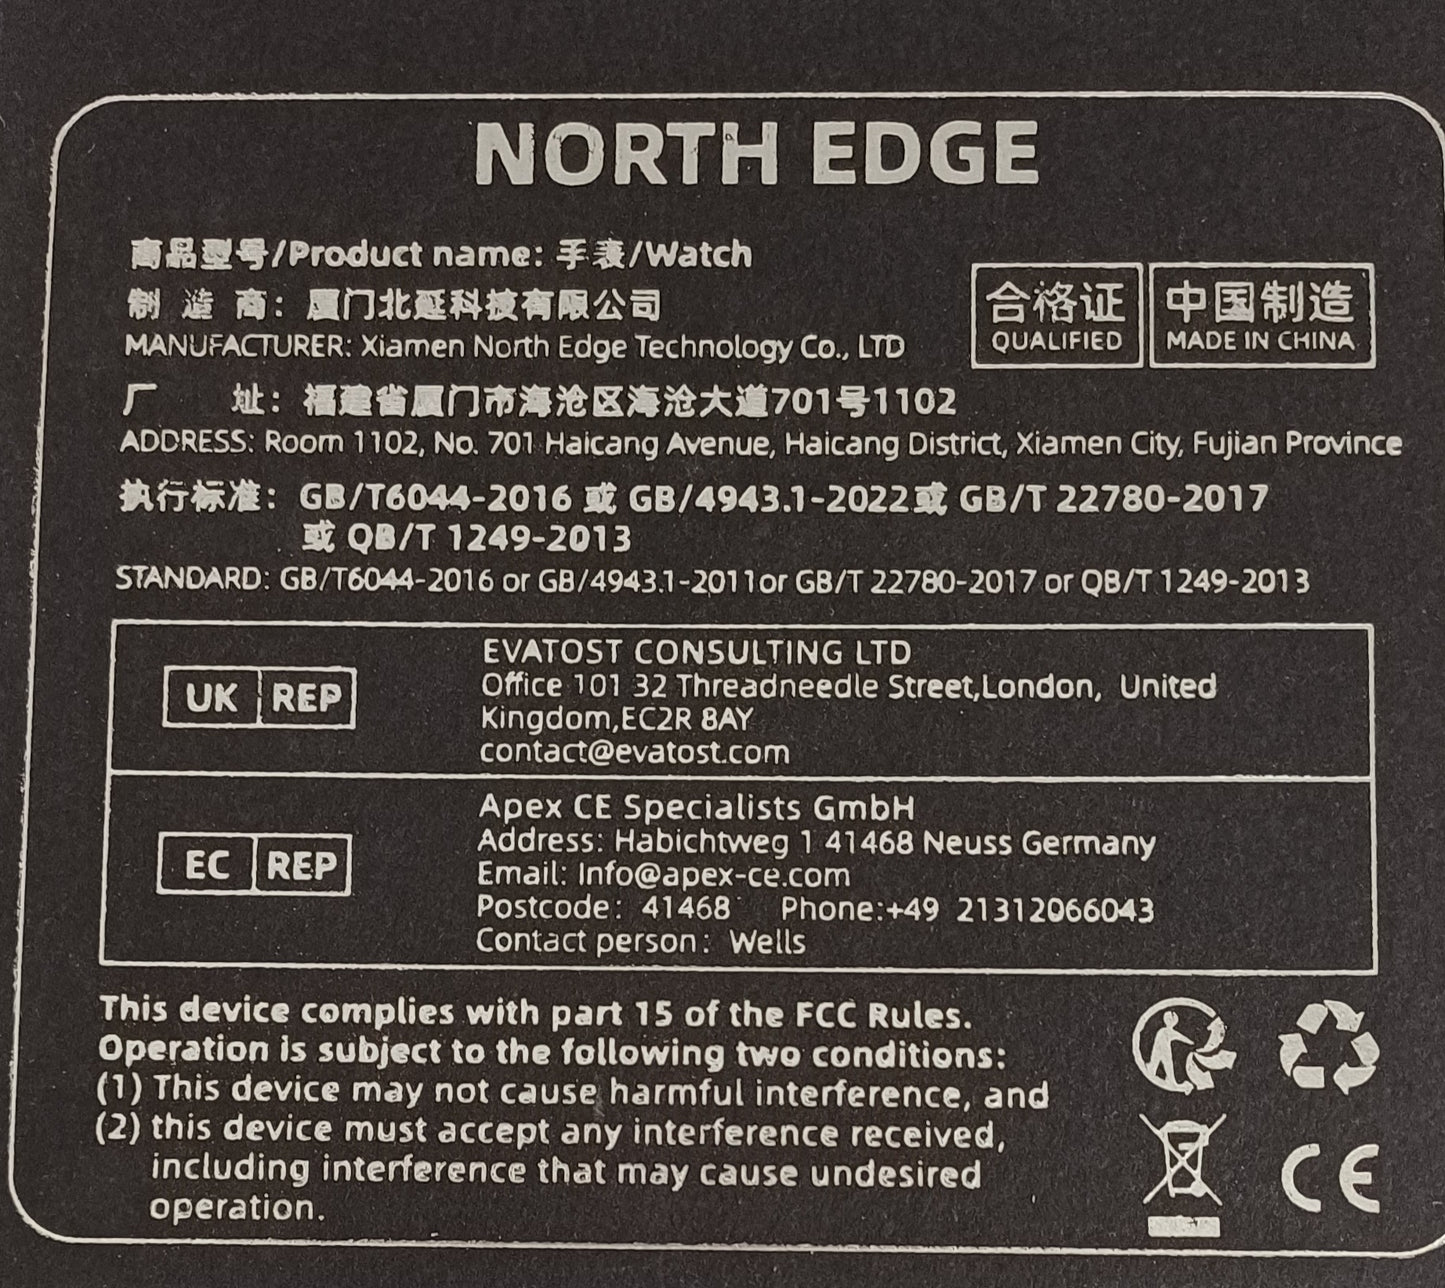 NORTH EDGE
商品型号/Product name: 手表/Watch
制 造 商：厦门北延科技有限公司
MANUFACTURER: Xiamen North Edge Technology Co., LTD
合格证
QUALIFIED
中国制造
MADE IN CHINA
厂 址：福建省厦门市海沧区海沧大道701号1102
ADDRESS: Room 1102, No. 701 Haicang Avenue, Haicang District, Xiamen City, Fujian Province
执行标准：GB/T6044-2016 或 GB/4943.1-2022或 GB/T 22780-2017
或 QB/T 1249-2013
STANDARD: GB/T6044-2016 or GB/4943.1-2011or GB/T 22780-2017 or QB/T 1249-2013
UK REP
EVATOST CONSULTING LTD
Office 101 32 Threadneedle Street,London, United
Kingdom,EC2R 8AY
contact@evatost.com
EC REP
Apex CE Specialists GmbH
Address: Habichtweg 1 41468 Neuss Germany
Email: Info@apex-ce.com
Postcode: 41468 Phone:+49 21312066043
Contact person: Wells
This device complies with part 15 of the FCC Rules.
Operation is subject to the following two conditions:
(1) This device may not cause harmful interference, and
(2) this device must accept any interference received,
including interference that may cause undesired
operation.
CE